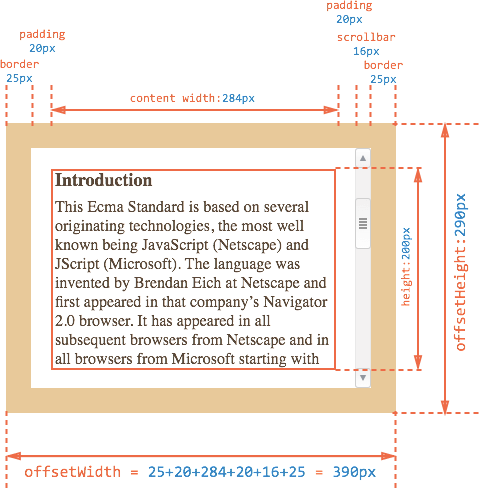 padding
20px
padding
20px
scrollbar
16px
border
25px
border
25px
content width:284px
Introduction
This Ecma Standard is based on several
originating technologies, the most well
known being JavaScript (Netscape) and
JScript (Microsoft). The language was
invented by Brendan Eich at Netscape and
first appeared in that company’s Navigator
2.0 browser. It has appeared in all
subsequent browsers from Netscape and in
all browsers from Microsoft starting with
height:200px
offsetHeight:290px
offsetWidth = 25+20+284+20+16+25 = 390px